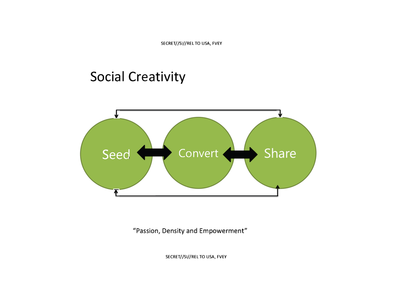 SECRET//SI//REL TO USA, FVEY
Social Creativity
Seed
Convert
Share
“Passion, Density and Empowerment”
SECRET//SI//REL TO USA, FVEY